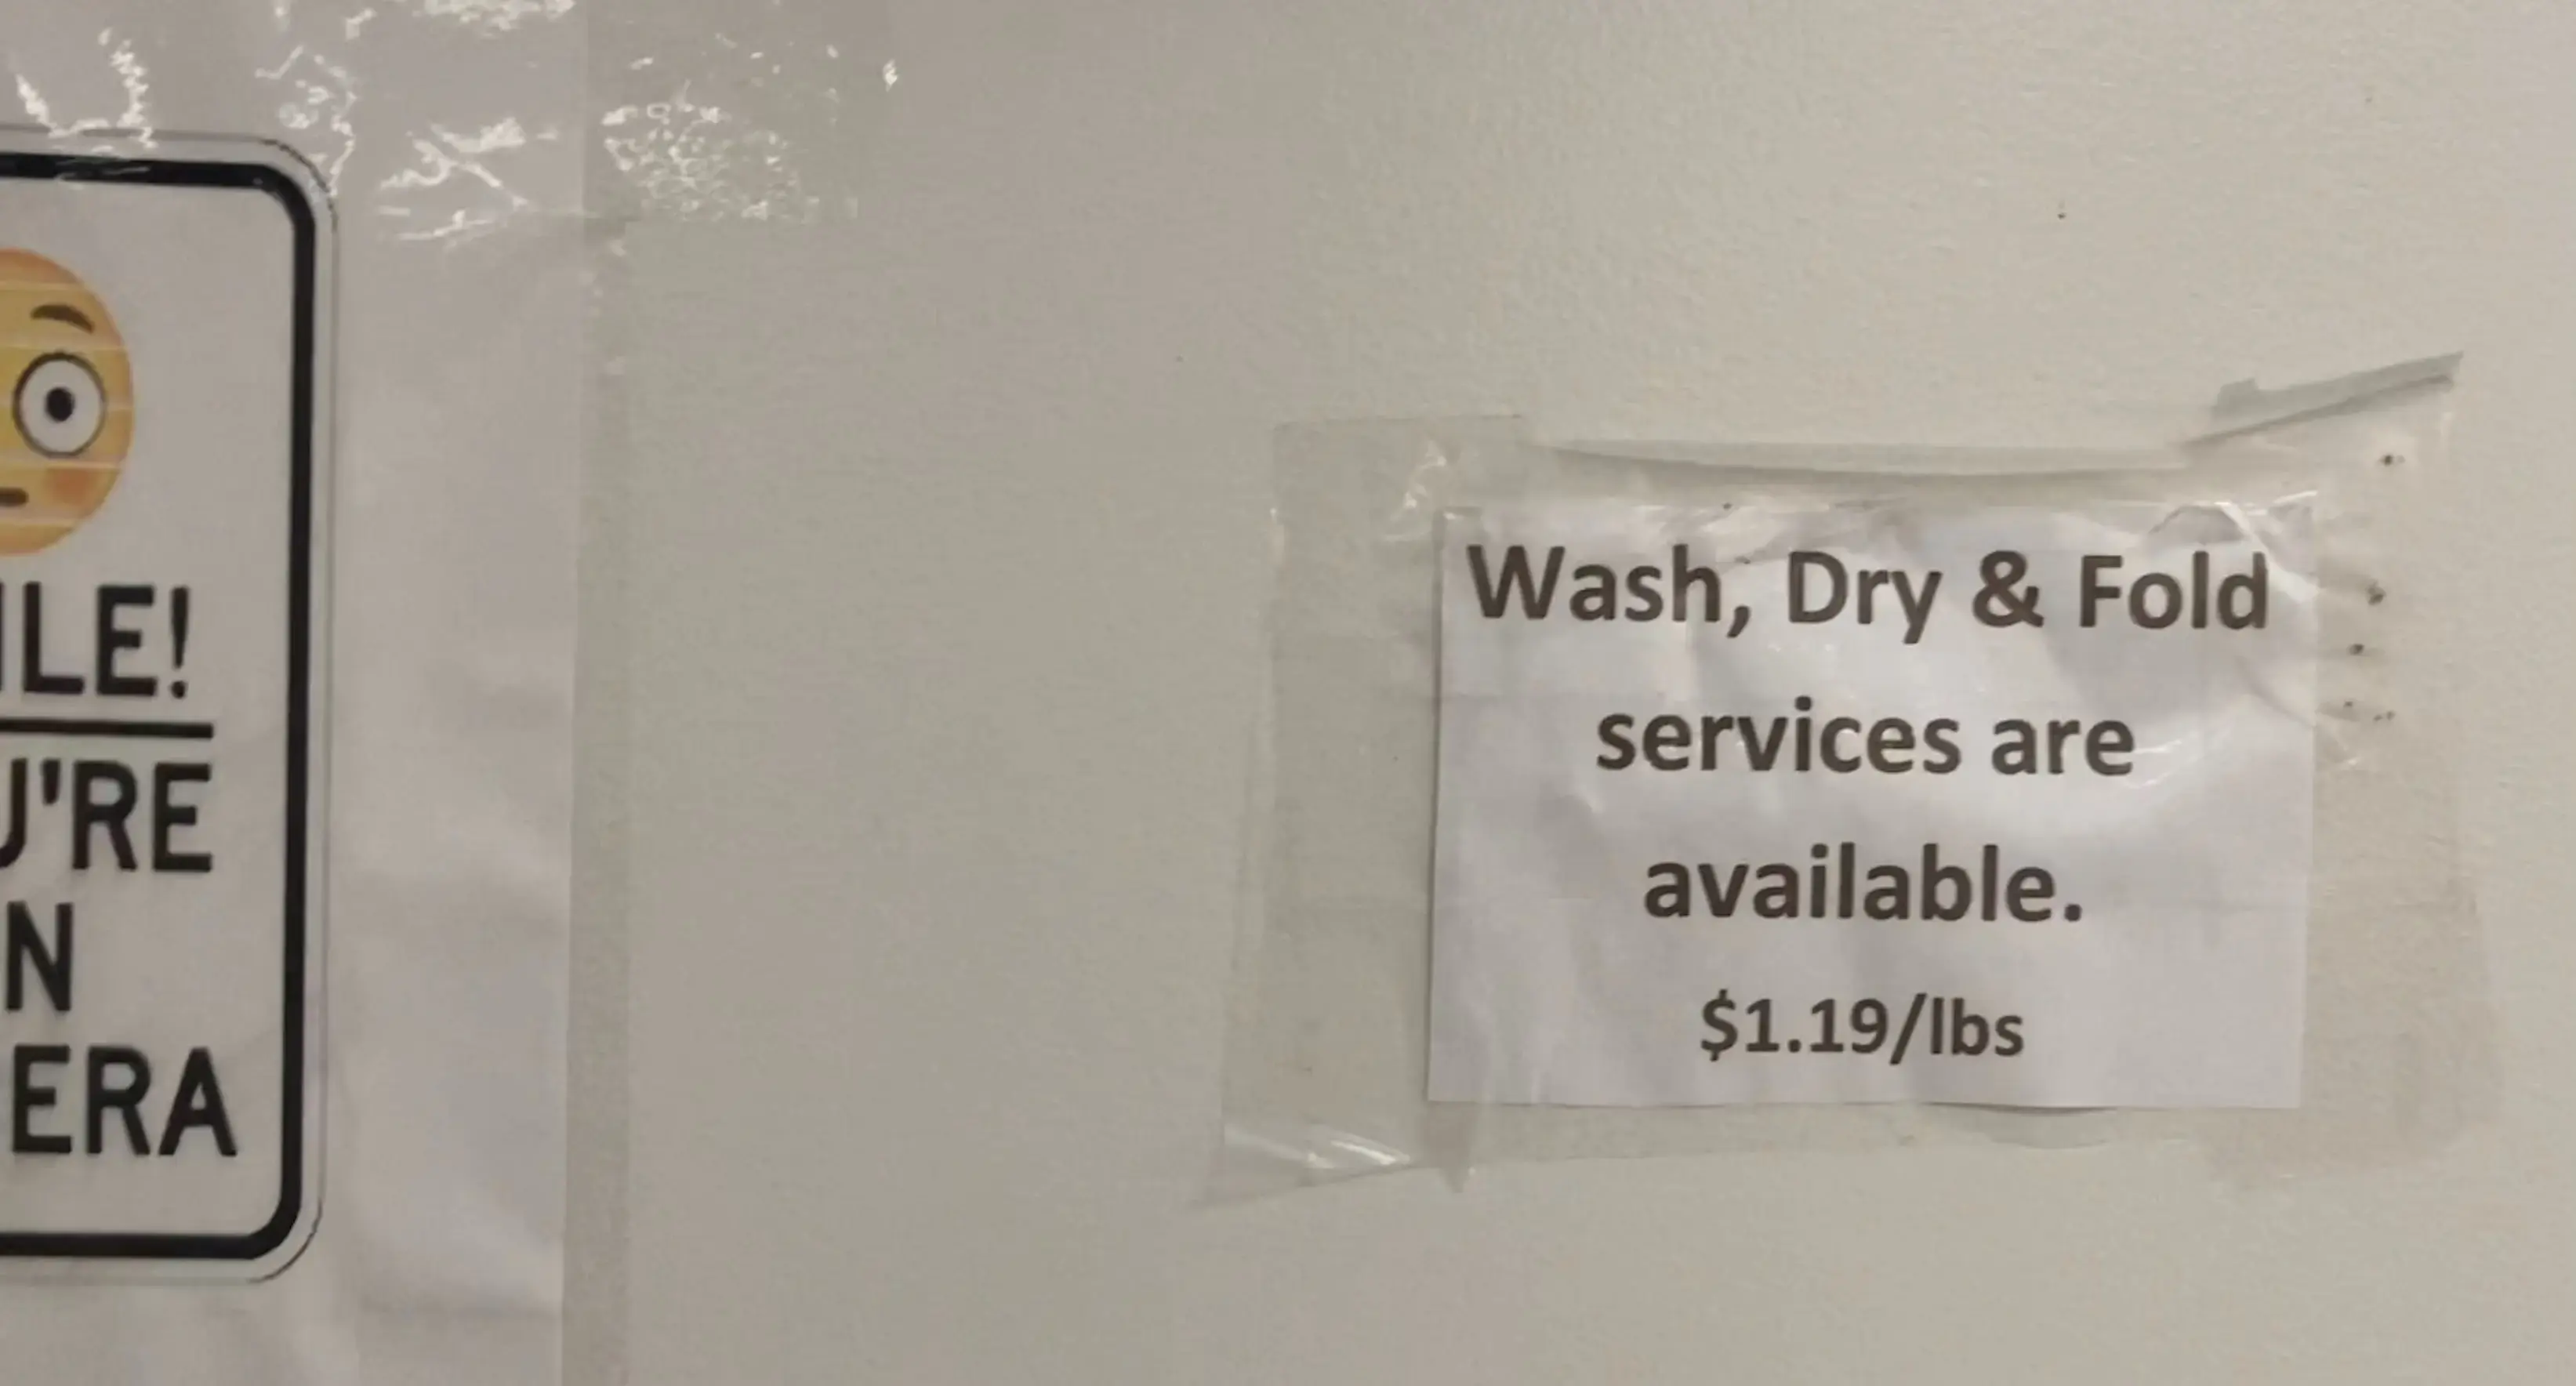 ILE!
U'RE
N
ERA
Wash, Dry & Fold
services are
available.
$1.19/lbs